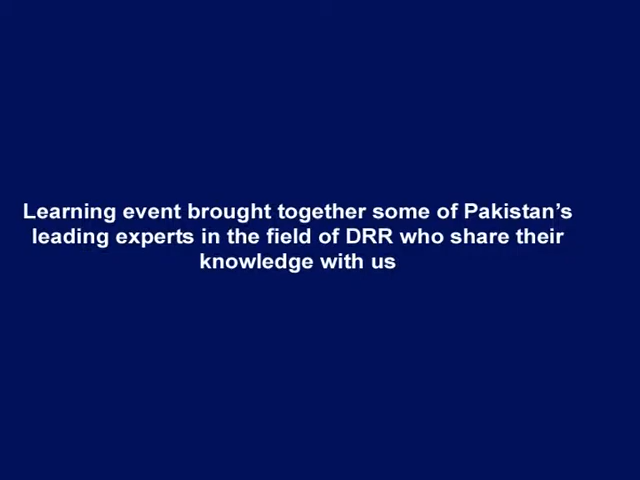 Learning event brought together some of Pakistan’s
leading experts in the field of DRR who share their
knowledge with us